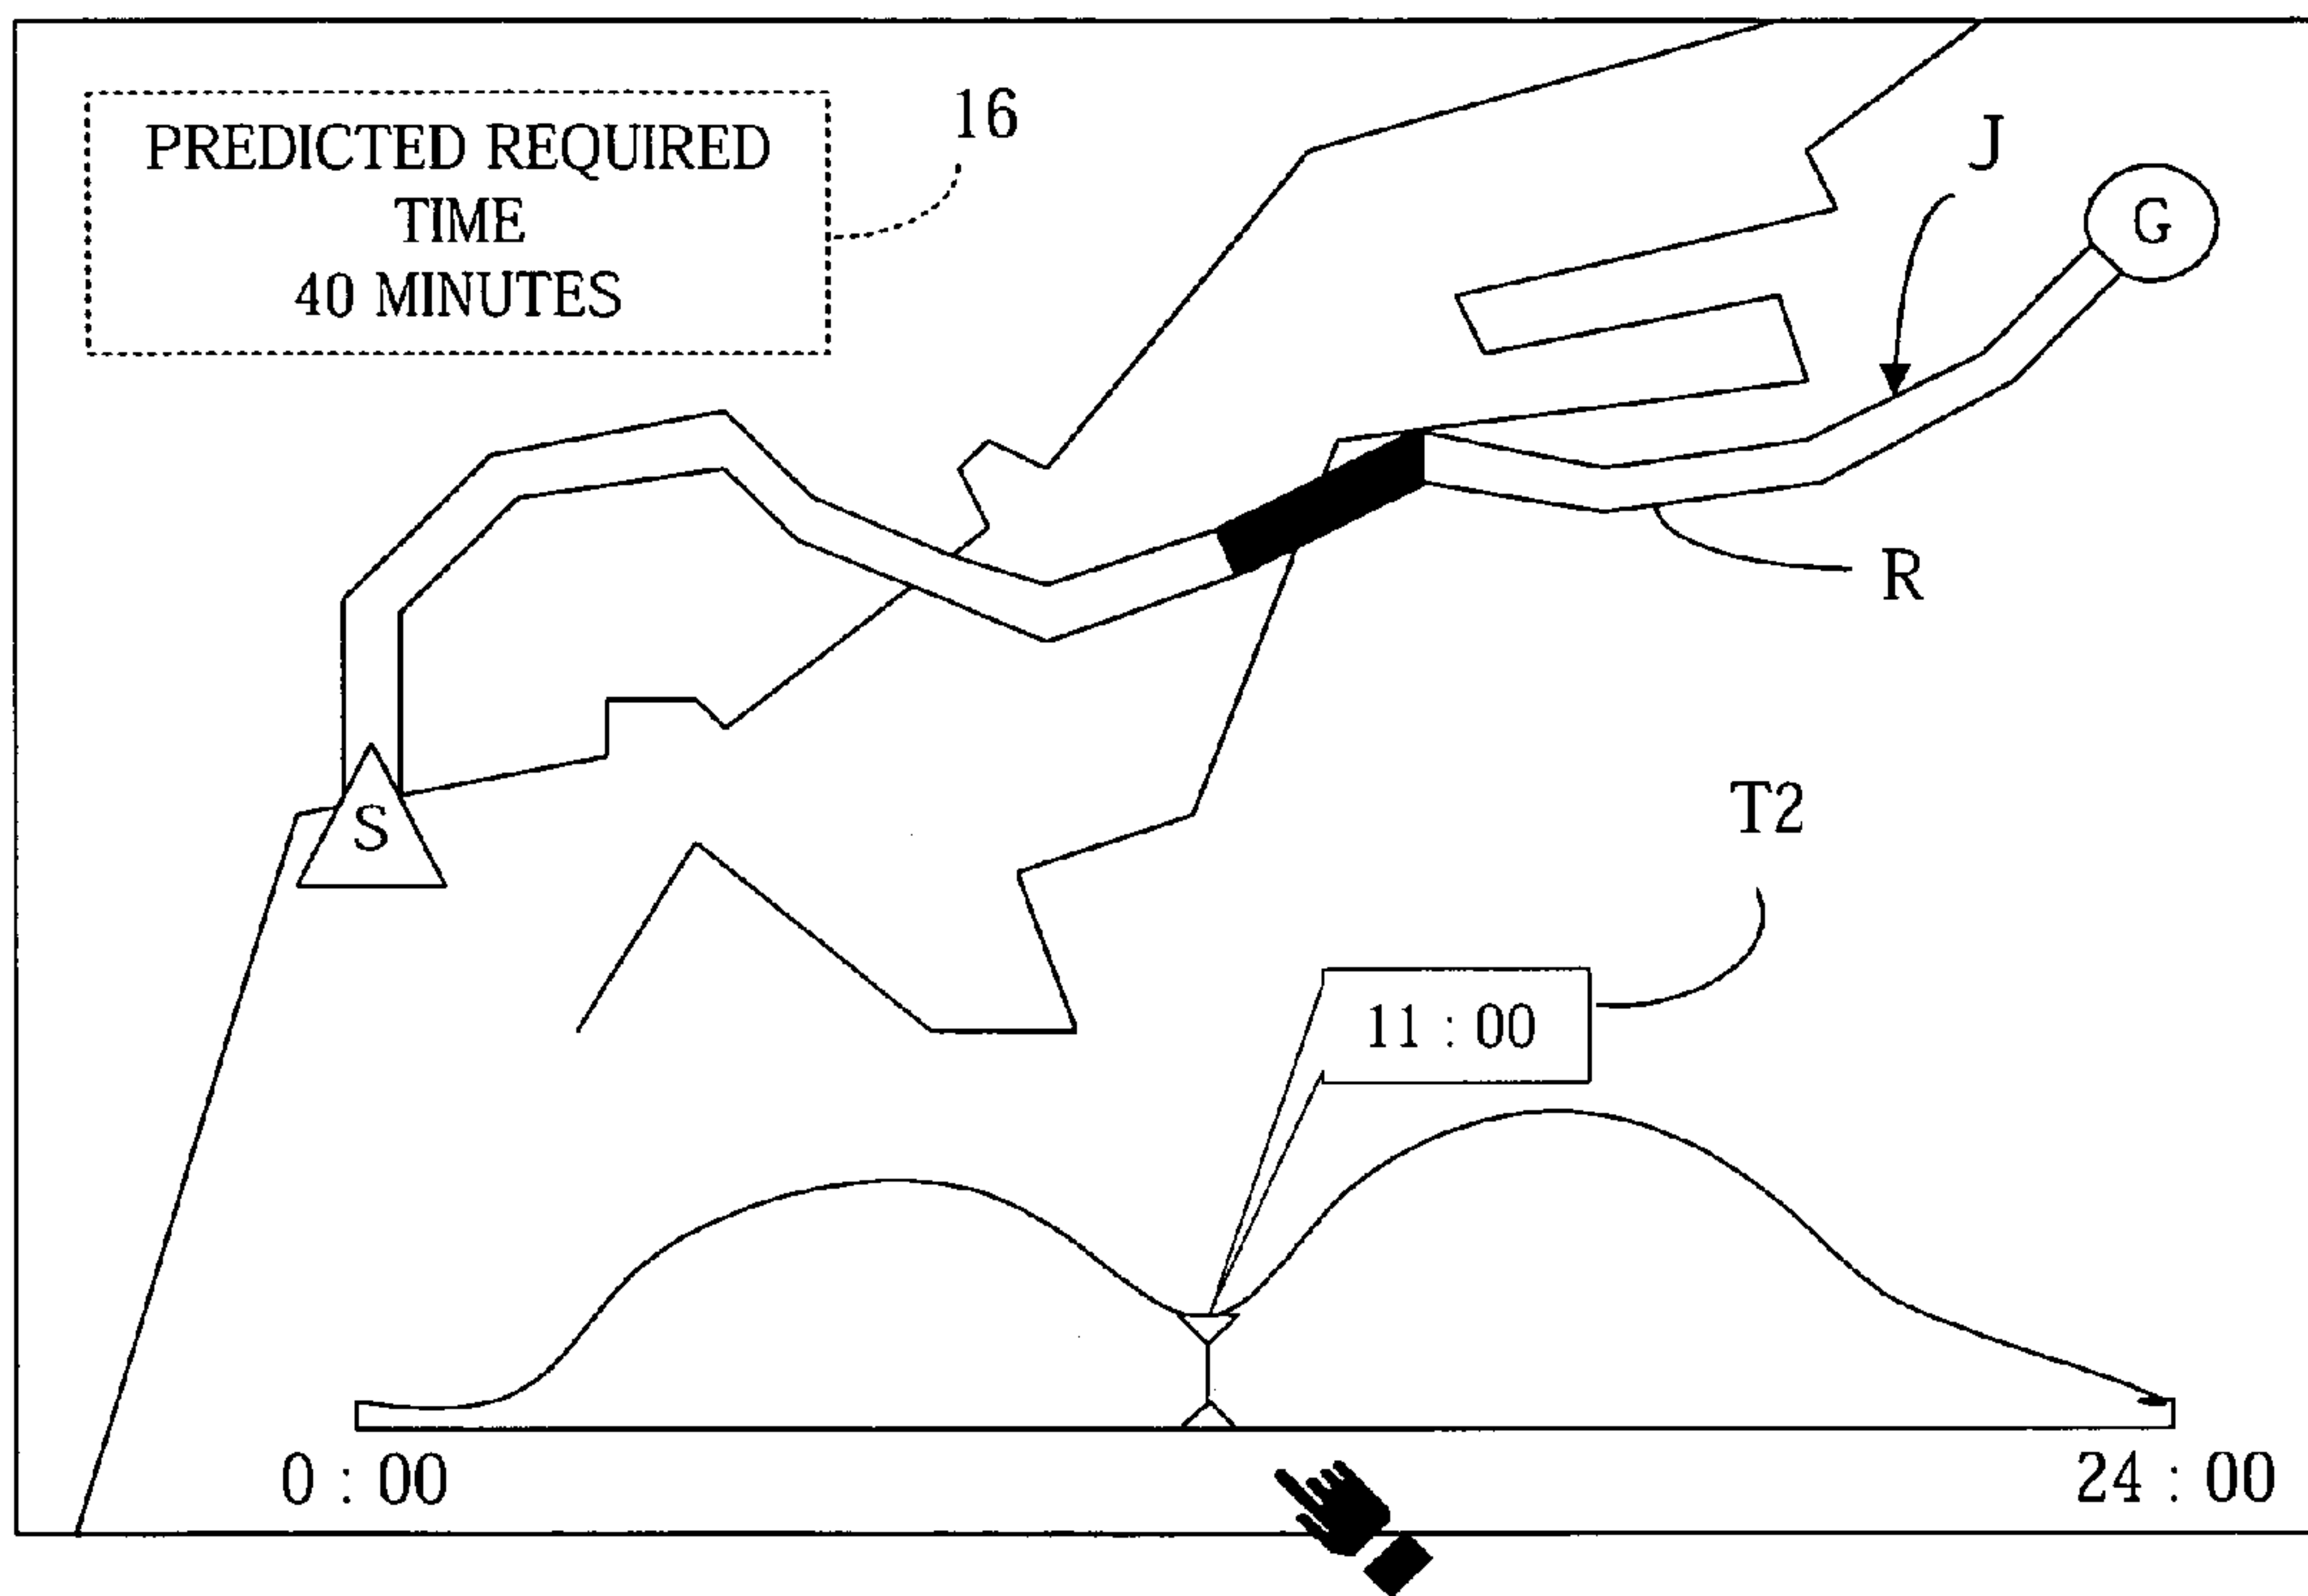 PREDICTED REQUIRED
TIME
40 MINUTES
16
J
G
R
S
T2
11 : 00
0 : 00
24 : 00